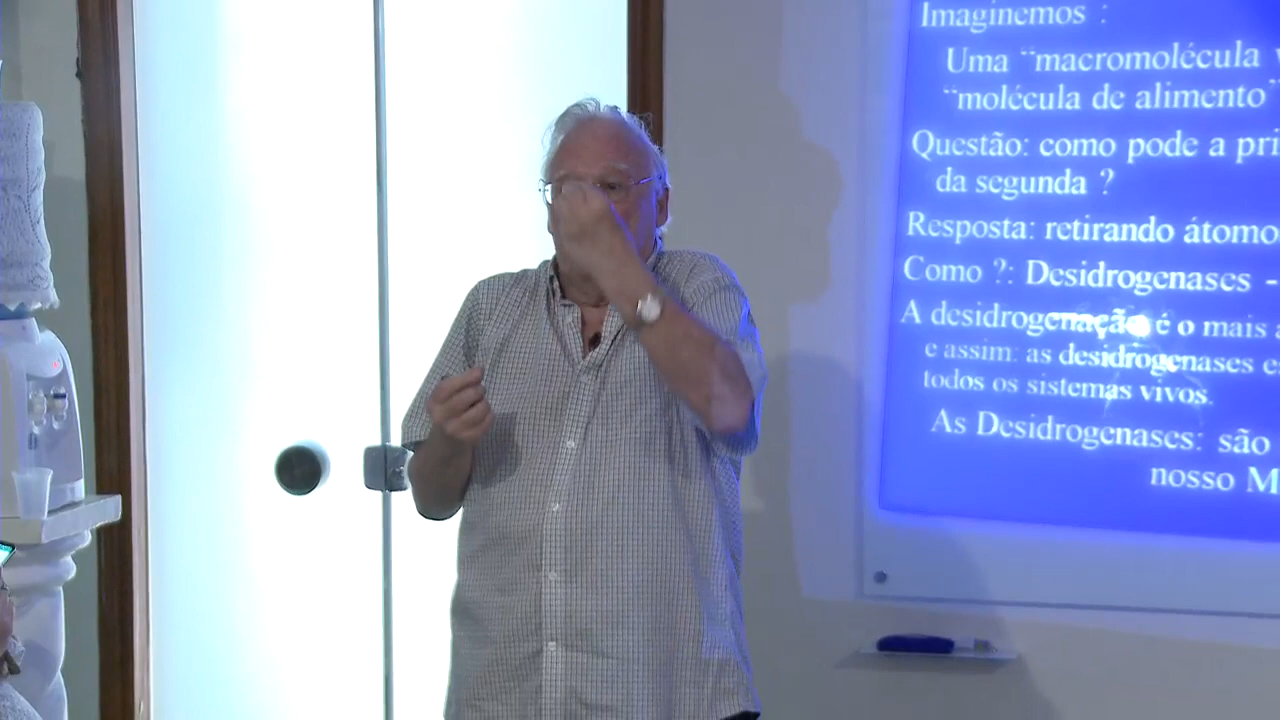 Imaginemos :
Uma “macromolécula
“molécula de alimento”
Questão: como pode a pri
da segunda ?
Resposta: retirando átomo
Como ?: Desidrogenases -
A desidrogenação é o mais
e assim: as desidrogenases
todos os sistemas vivos.
As Desidrogenases: são
nosso M